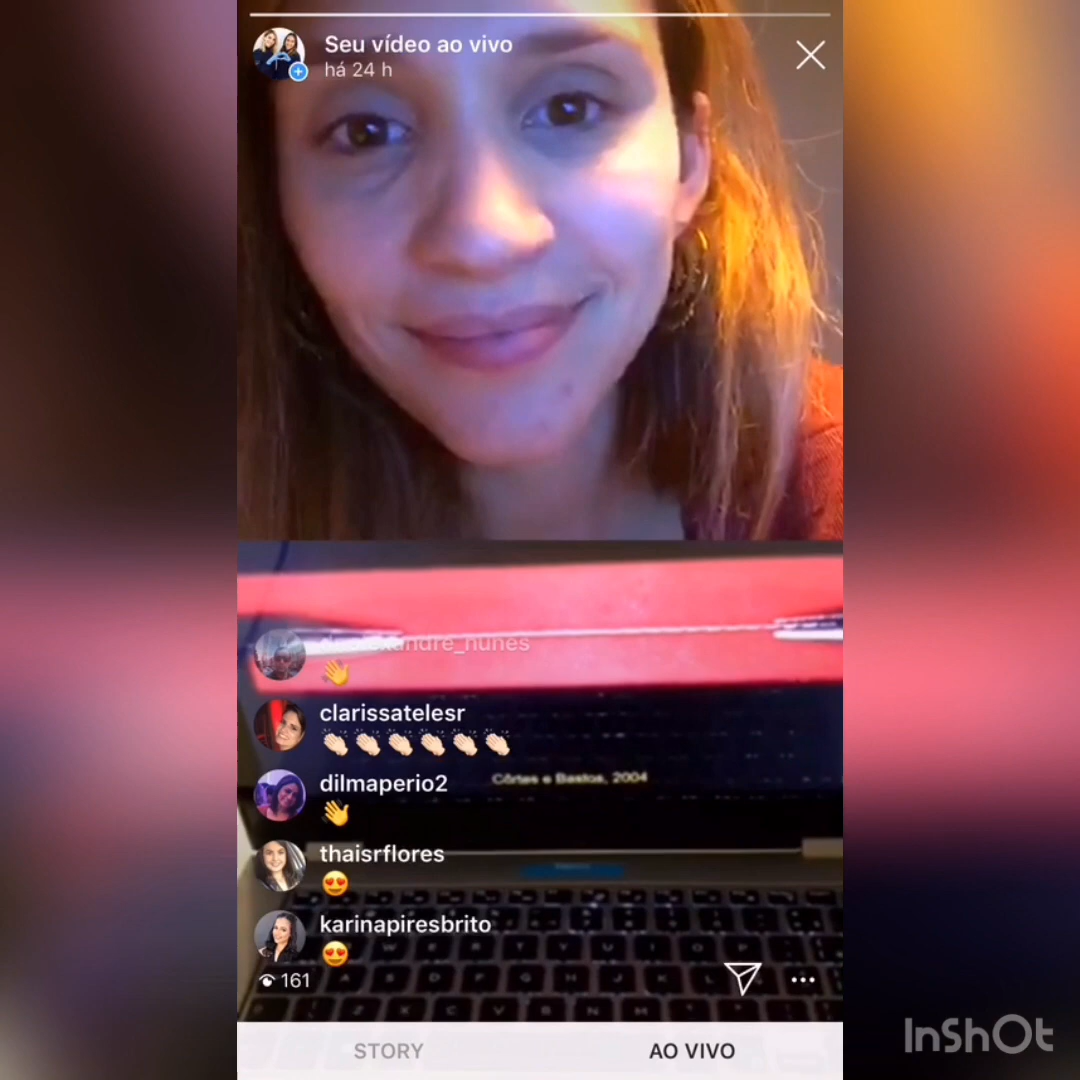 Seu vídeo ao vivo
há 24 h
clarissatelesr
👏🏻👏🏻👏🏻👏🏻👏🏻👏🏻
dilmaperio2
👋
thaisrflores
😍
karinapiresbrito
😍
Côrtes e Bastos, 2004
161
STORY
AO VIVO
InShOt